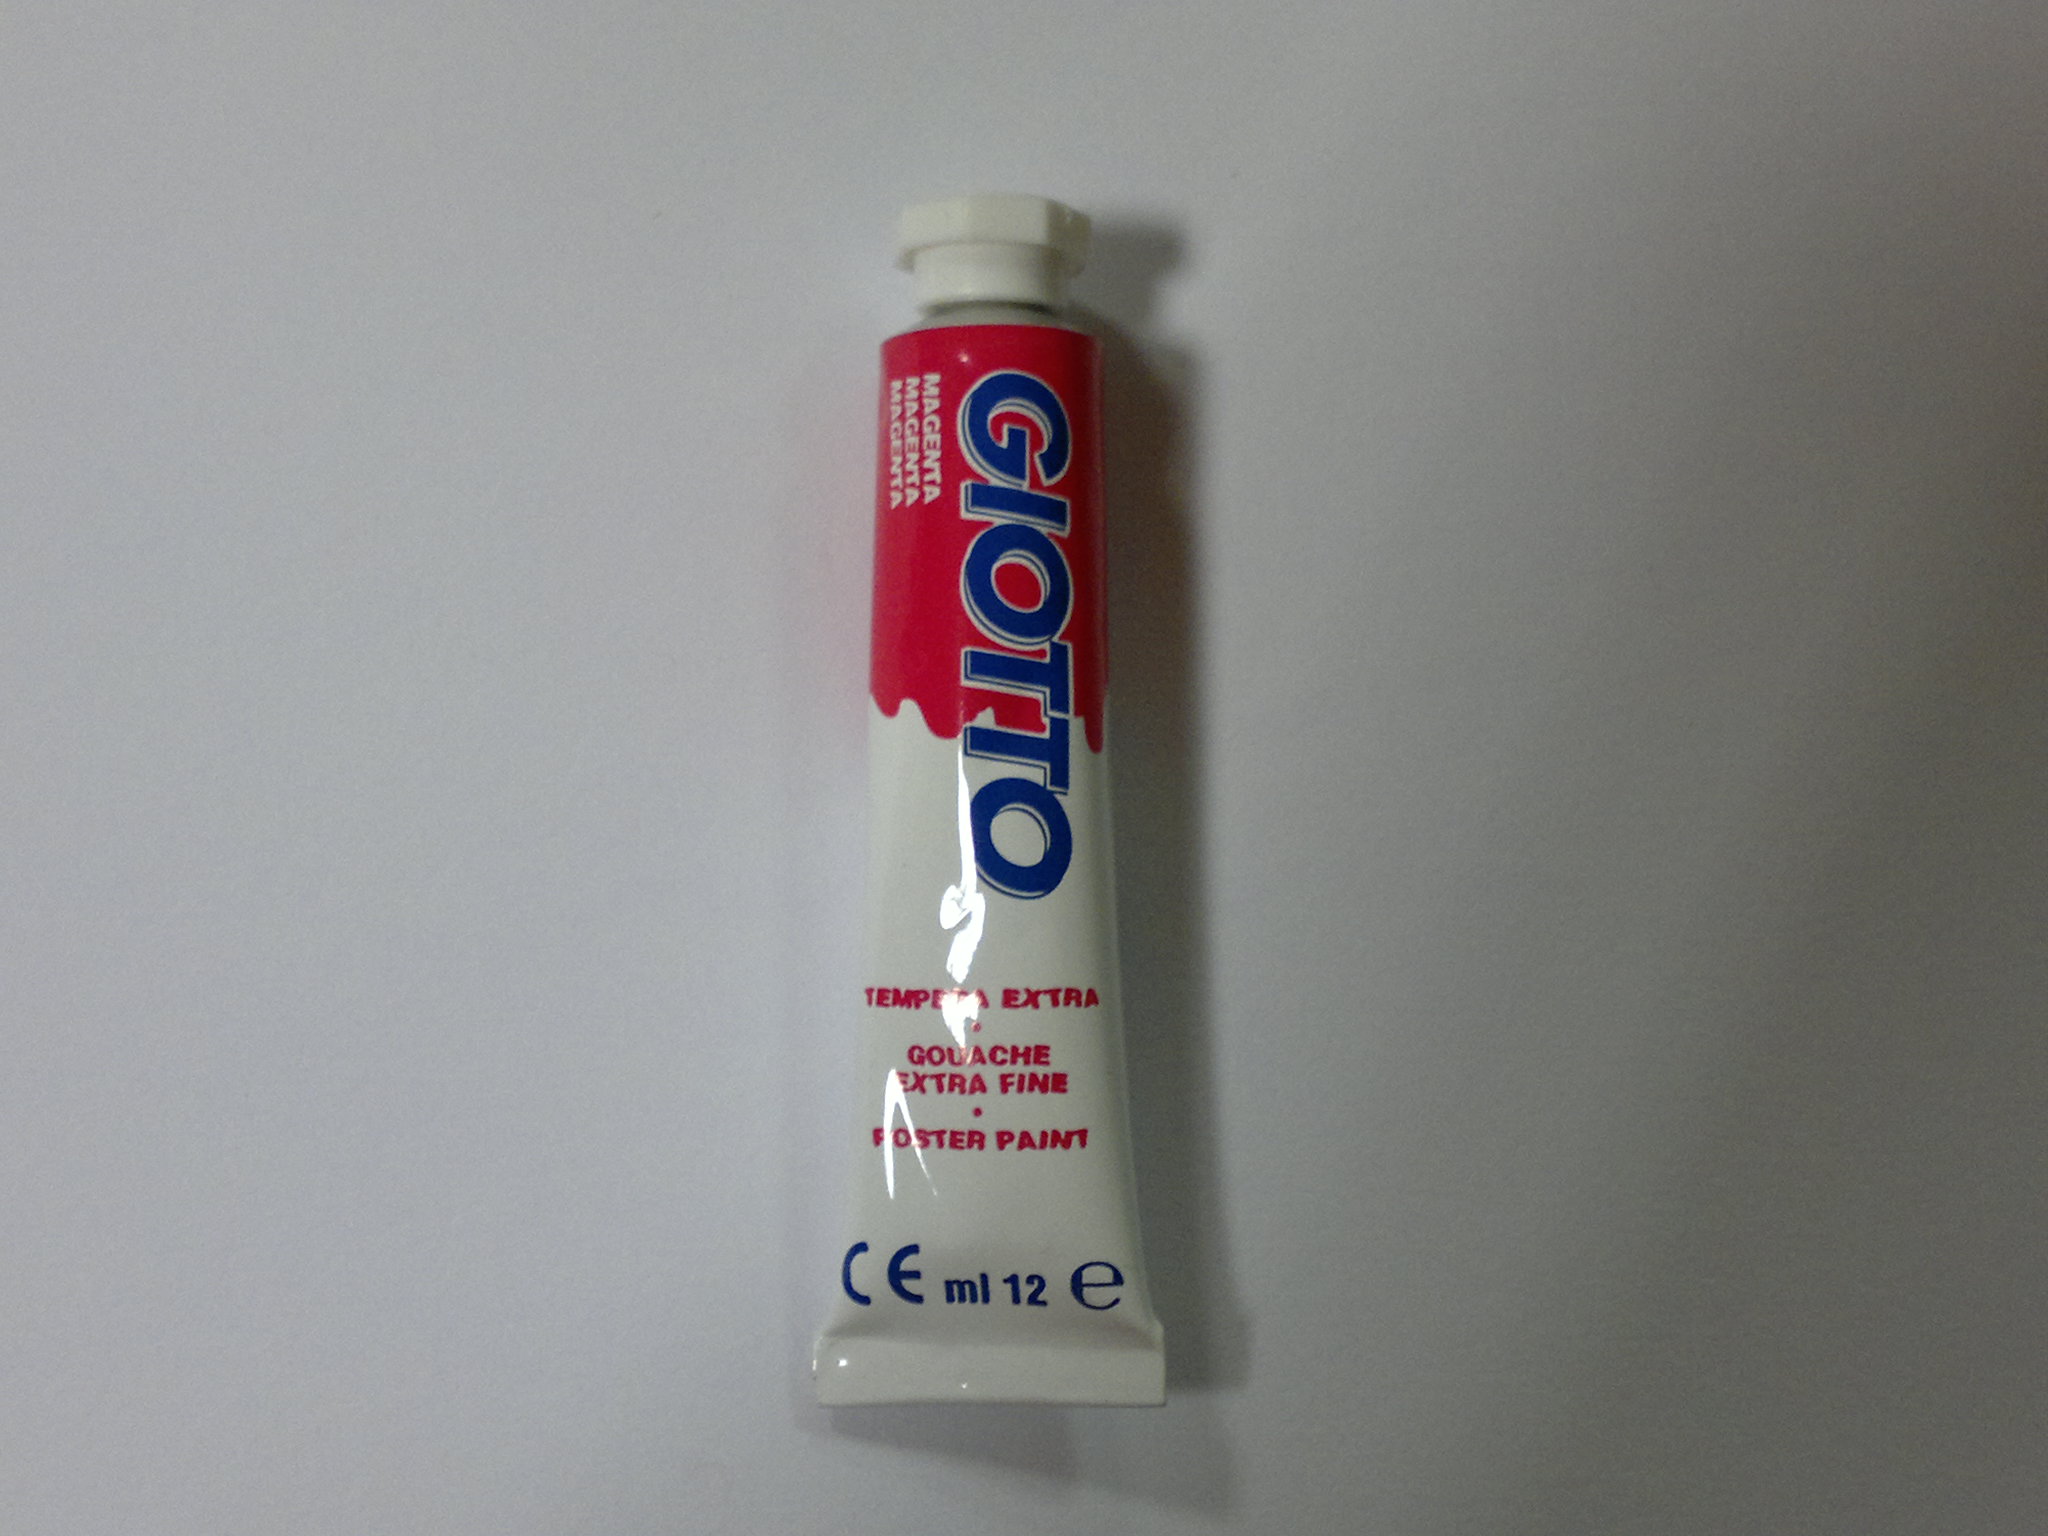 GIOTTO
MAGENTA
MAGENTA
MAGENTA
TEMPERA EXTRA
•
GOUACHE
EXTRA FINE
•
POSTER PAINT
CE ml 12 e